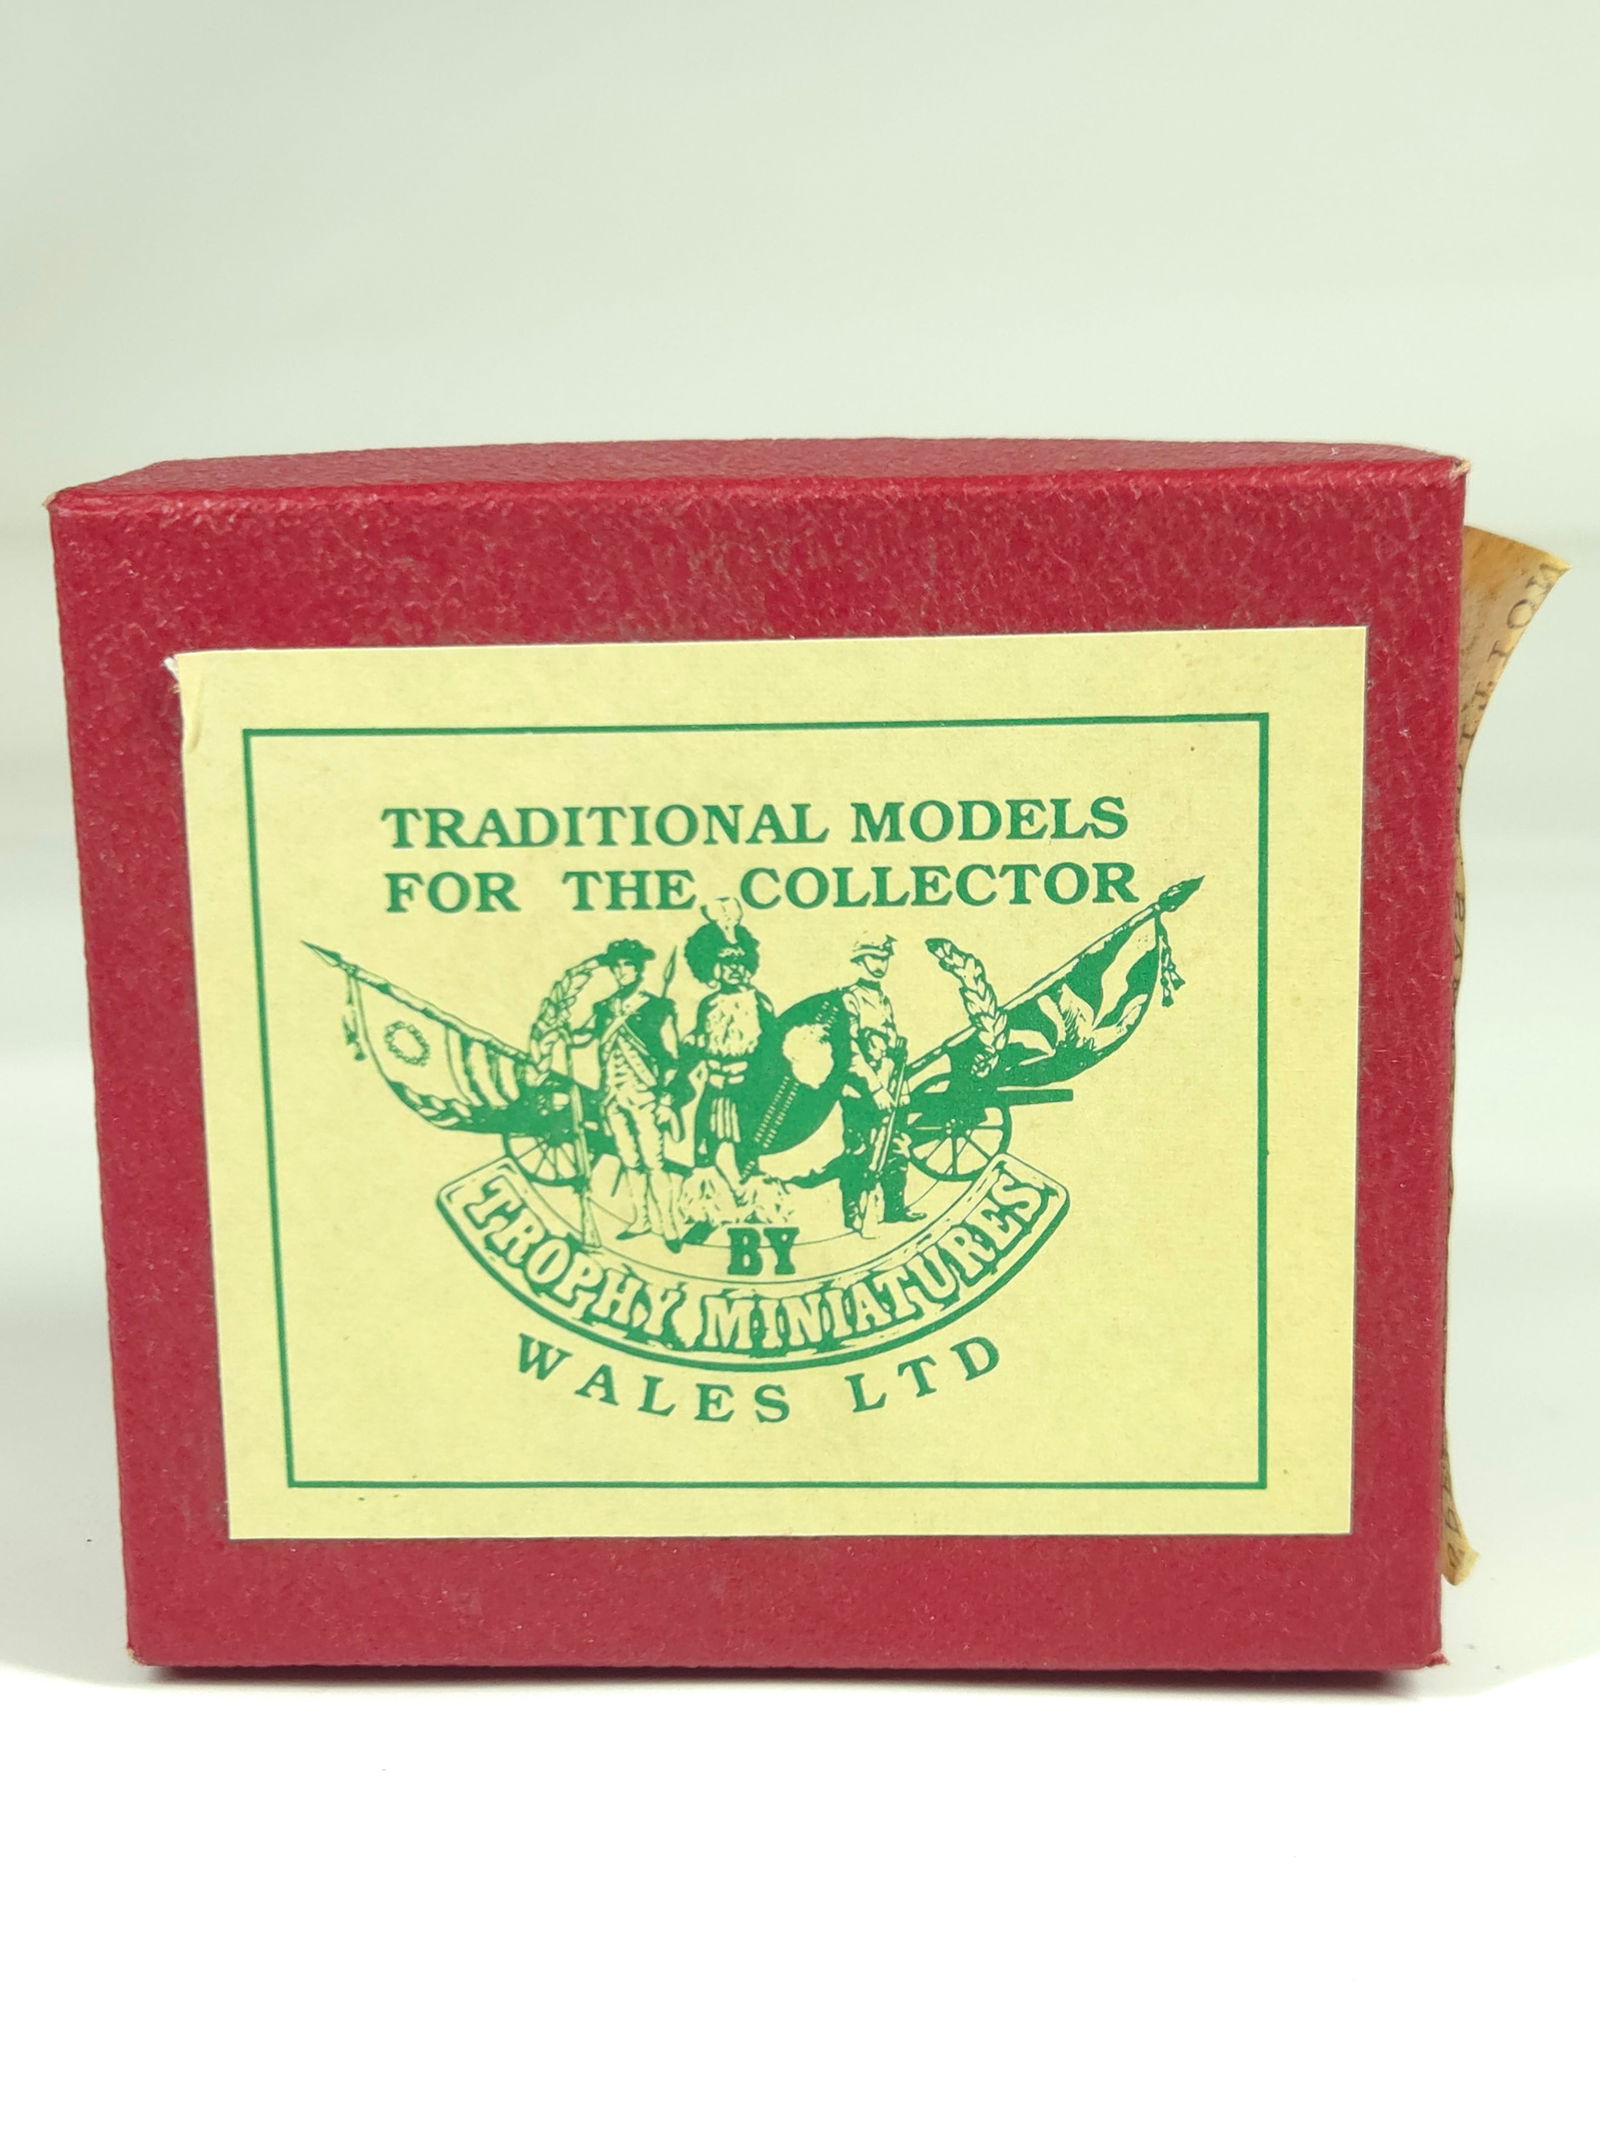 TRADITIONAL MODELS
FOR THE COLLECTOR
BY
TROPHY MINIATURES
WALES LTD